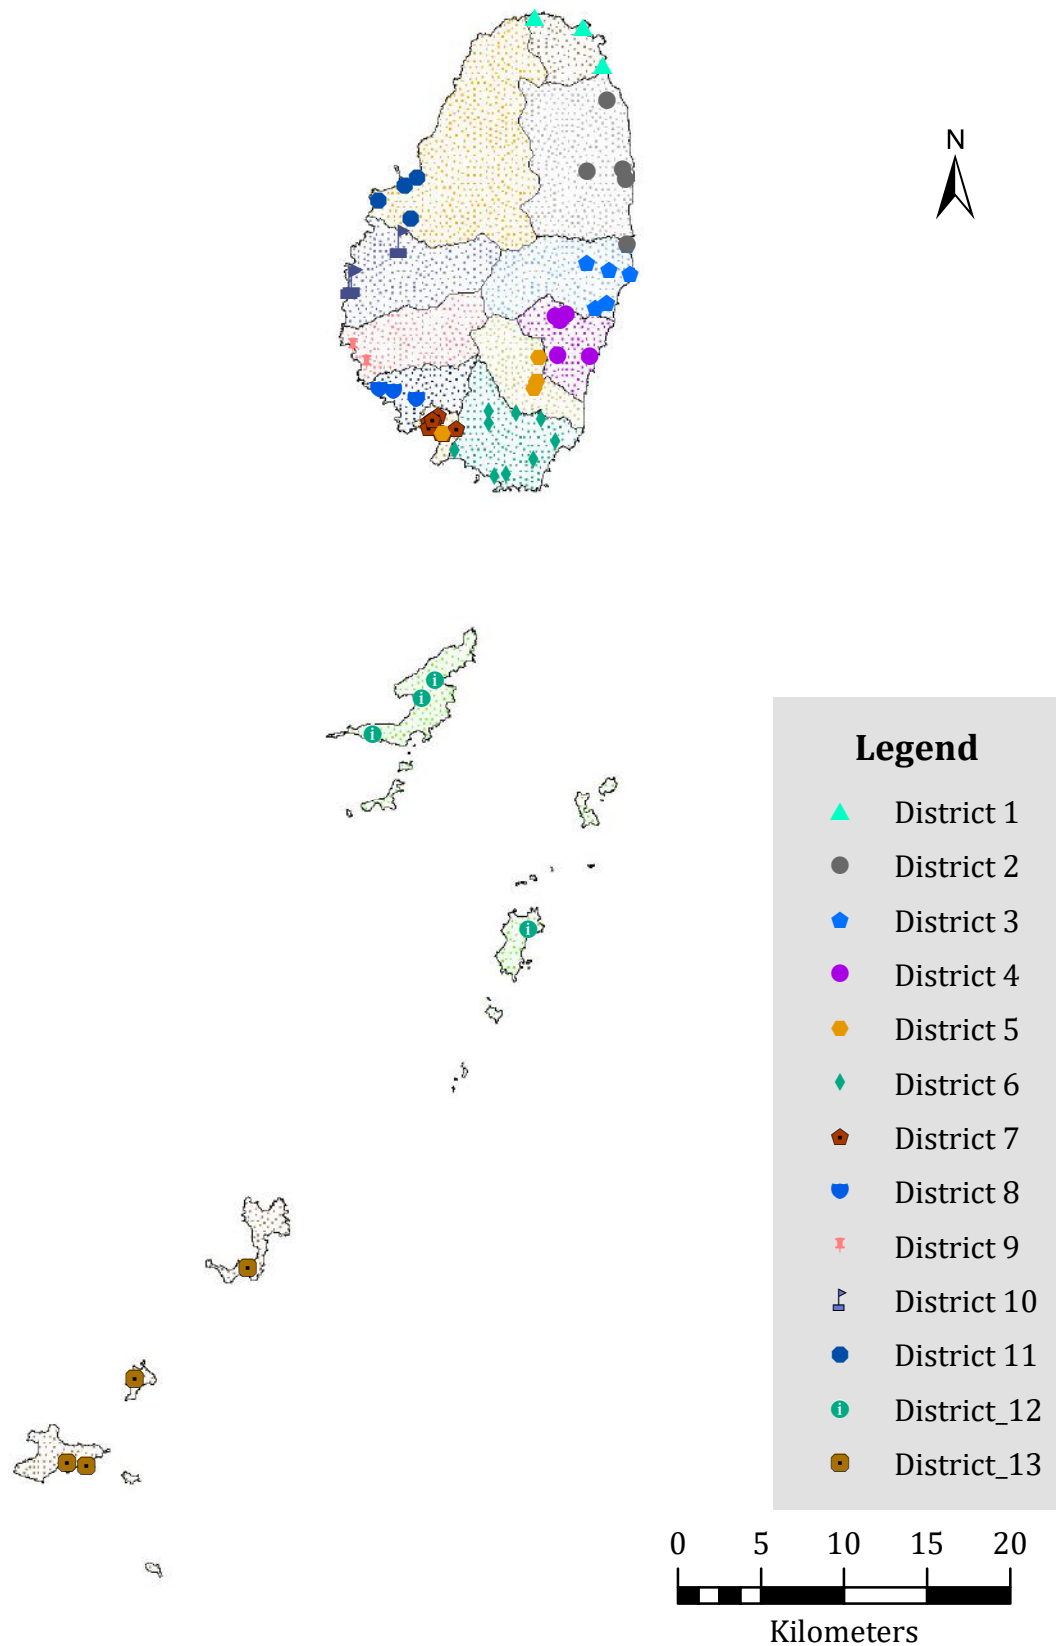 N
Legend
District 1
District 2
District 3
District 4
District 5
District 6
District 7
District 8
District 9
District 10
District 11
District_12
District_13
0 5 10 15 20
Kilometers